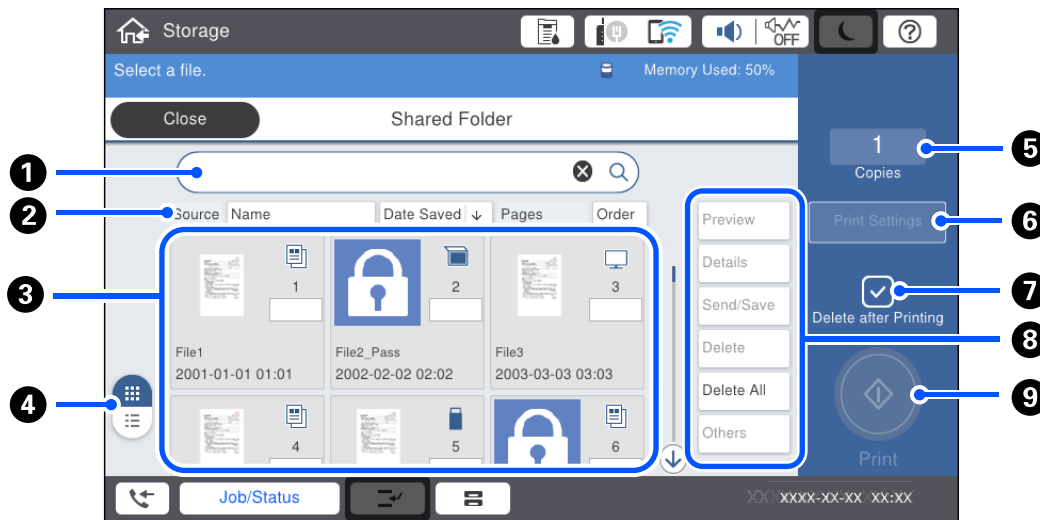 Storage
OFF
Select a file.
Memory Used: 50%
Close
Shared Folder
1
Copies
1
5
2
Source Name Date Saved Pages Order
Preview
Print Settings
6
Details
1
2
3
3
Send/Save
7
Delete after Printing
File1
File2_Pass
File3
Delete
8
2001-01-01 01:01
2002-02-02 02:02
2003-03-03 03:03
Delete All
9
4
Others
4
5
6
Print
Job/Status
XXX xxxx-xx-xx xx:xx